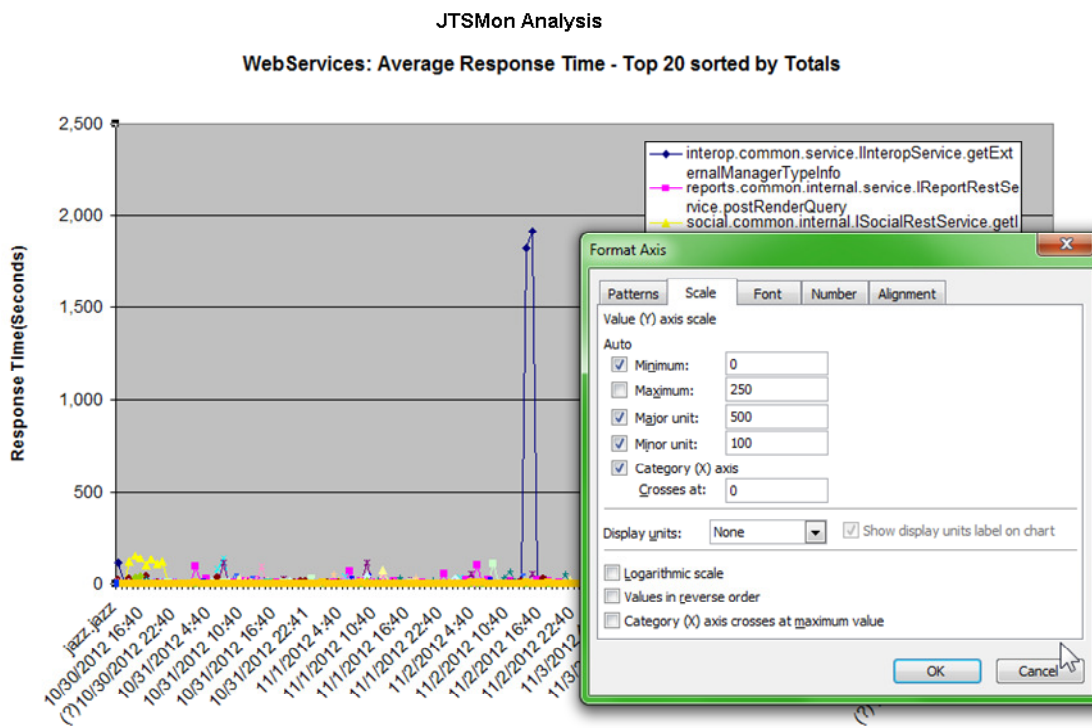 JTSMon Analysis
WebServices: Average Response Time - Top 20 sorted by Totals
Response TIme(Seconds)
2,500
2,000
1,500
1,000
500
0
interop.common.service.IInteropService.getExt
ernalManagerTypeInfo
reports.common.internal.service.IReportRestSe
rvice.postRenderQuery
social.common.internal.ISocialRestService.getI
jazz.jazz
10/30/2012 16:40
(?)10/30/2012 22:40
10/31/2012 4:40
10/31/2012 10:40
10/31/2012 16:40
10/31/2012 22:41
11/1/2012 4:40
11/1/2012 10:40
11/1/2012 16:40
11/1/2012 22:40
11/2/2012 4:40
11/2/2012 10:40
11/2/2012 16:40
11/2/2012 22:40
Format Axis
Patterns Scale Font Number Alignment
Value (Y) axis scale
Auto
Minimum: 0
Maximum: 250
Major unit: 500
Minor unit: 100
Category (X) axis
Crosses at: 0
Display units: None Show display units label on chart
Logarithmic scale
Values in reverse order
Category (X) axis crosses at maximum value
OK Cancel